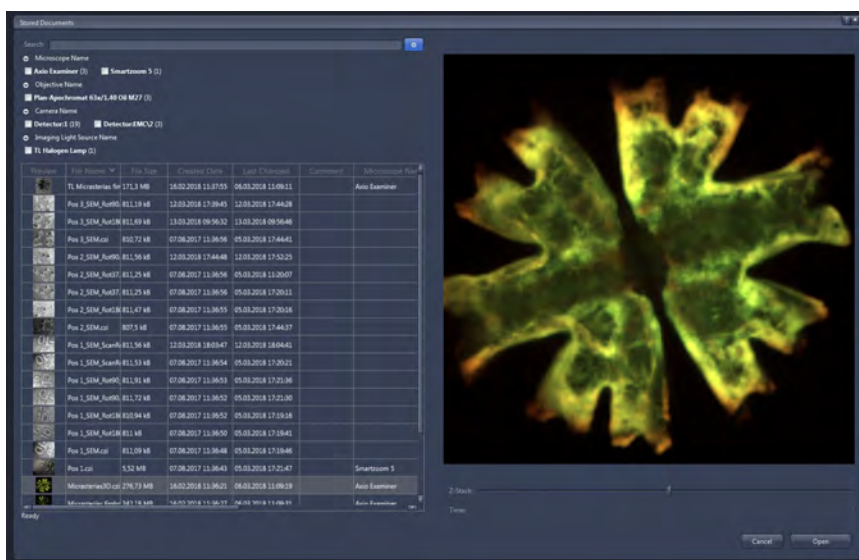 Stored Documents
Search:
Microscope Name
Axio Examiner (3) Smartzoom 5 (1)
Objective Name
Plan-Apochromat 63x/1.40 Oil M27 (3)
Camera Name
Detector:1 (19) Detector:EMC\2 (3)
Imaging Light Source Name
TL Halogen Lamp (1)
Preview File Name File Size Created Date Last Changed Comment Microscope Nam
TL Micrasterias for 171,3 MB 16.02.2018 11:37:55 06.03.2018 11:09:11 Axio Examiner
Pos 3_SEM_Rot90. 811,19 kB 12.03.2018 17:39:45 12.03.2018 17:44:28
Pos 3_SEM_Rot180 811,69 kB 13.03.2018 09:56:32 13.03.2018 09:56:46
Pos 3_SEM.czi 810,72 kB 07.08.2017 11:36:56 05.03.2018 17:44:41
Pos 2_SEM_Rot90. 811,56 kB 12.03.2018 17:44:48 12.03.2018 17:52:25
Pos 2_SEM_Rot37. 811,25 kB 07.08.2017 11:36:56 05.03.2018 11:20:07
Pos 2_SEM_Rot37. 811,25 kB 07.08.2017 11:36:56 05.03.2018 17:20:11
Pos 2_SEM_Rot180 811,47 kB 07.08.2017 11:36:55 05.03.2018 17:20:16
Pos 2_SEM.czi 807,5 kB 07.08.2017 11:36:55 05.03.2018 17:44:37
Pos 1_SEM_ScanR 811,56 kB 12.03.2018 18:03:47 12.03.2018 18:04:41
Pos 1_SEM_ScanR 811,53 kB 07.08.2017 11:36:54 05.03.2018 17:20:21
Pos 1_SEM_Rot90. 811,91 kB 07.08.2017 11:36:53 05.03.2018 17:21:36
Pos 1_SEM_Rot90. 811,72 kB 07.08.2017 11:36:52 05.03.2018 17:21:30
Pos 1_SEM_Rot180 810,94 kB 07.08.2017 11:36:52 05.03.2018 17:19:16
Pos 1_SEM_Rot180 811 kB 07.08.2017 11:36:50 05.03.2018 17:19:41
Pos 1_SEM.czi 811,09 kB 07.08.2017 11:36:48 05.03.2018 17:19:46
Pos 1.czi 5,52 MB 07.08.2017 11:36:43 05.03.2018 17:21:47 Smartzoom 5
Micrasterias3D.czi 276,73 MB 16.02.2018 11:36:21 06.03.2018 11:09:19 Axio Examiner
Ready
Z-Stack:
Time:
Cancel Open